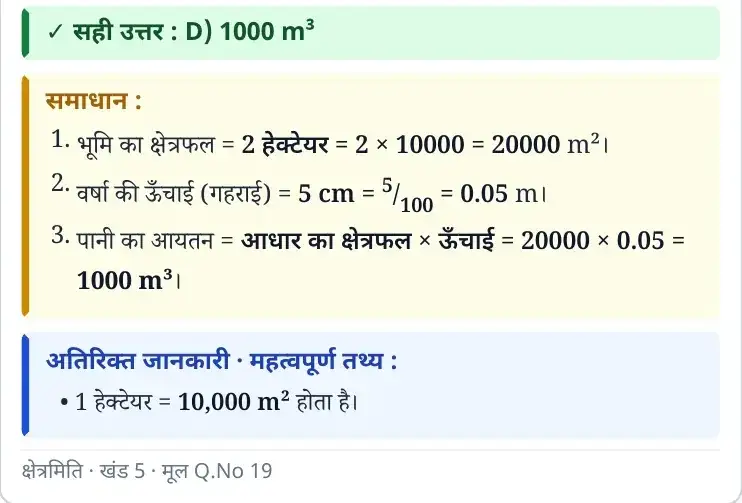 ✓ सही उत्तर : D) 1000 m³
समाधान :
1. भूमि का क्षेत्रफल = 2 हेक्टेयर = 2 × 10000 = 20000 m²।
2. वर्षा की ऊँचाई (गहराई) = 5 cm = ⁵/₁₀₀ = 0.05 m।
3. पानी का आयतन = आधार का क्षेत्रफल × ऊँचाई = 20000 × 0.05 =
1000 m³।
अतिरिक्त जानकारी · महत्वपूर्ण तथ्य :
• 1 हेक्टेयर = 10,000 m² होता है।
क्षेत्रमिति · खंड 5 · मूल Q.No 19